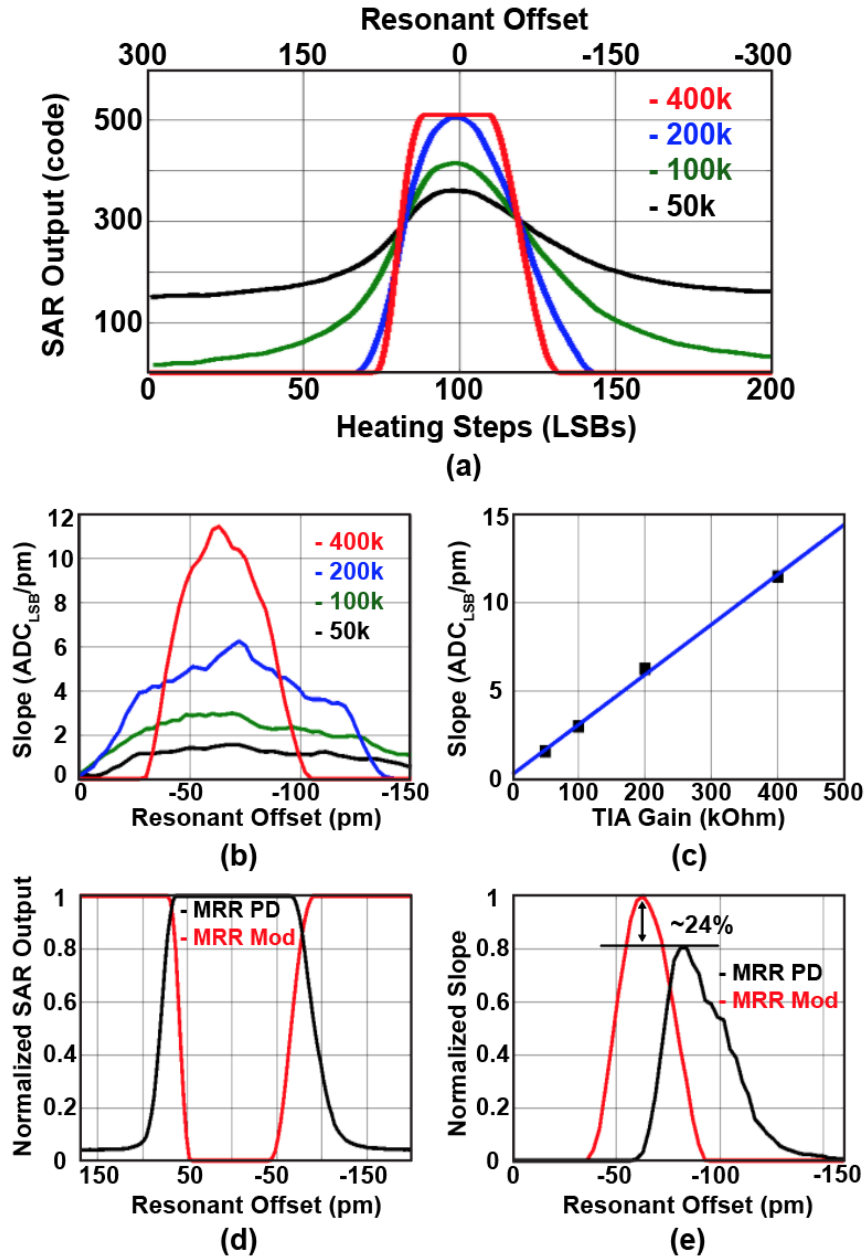 Resonant Offset
300 150 0 -150 -300
SAR Output (code)
500
300
100
- 400k
- 200k
- 100k
- 50k
0 50 100 150 200
Heating Steps (LSBs)
(a)
Slope (ADC_LSB/pm)
12
10
8
6
4
2
0
- 400k
- 200k
- 100k
- 50k
0 -50 -100 -150
Resonant Offset (pm)
(b)
Slope (ADC_LSB/pm)
15
10
5
0
0 100 200 300 400 500
TIA Gain (kOhm)
(c)
Normalized SAR Output
1
0.8
0.6
0.4
0.2
0
- MRR PD
- MRR Mod
150 50 -50 -150
Resonant Offset (pm)
(d)
Normalized Slope
1
0.8
0.6
0.4
0.2
0
~24%
- MRR PD
- MRR Mod
0 -50 -100 -150
Resonant Offset (pm)
(e)